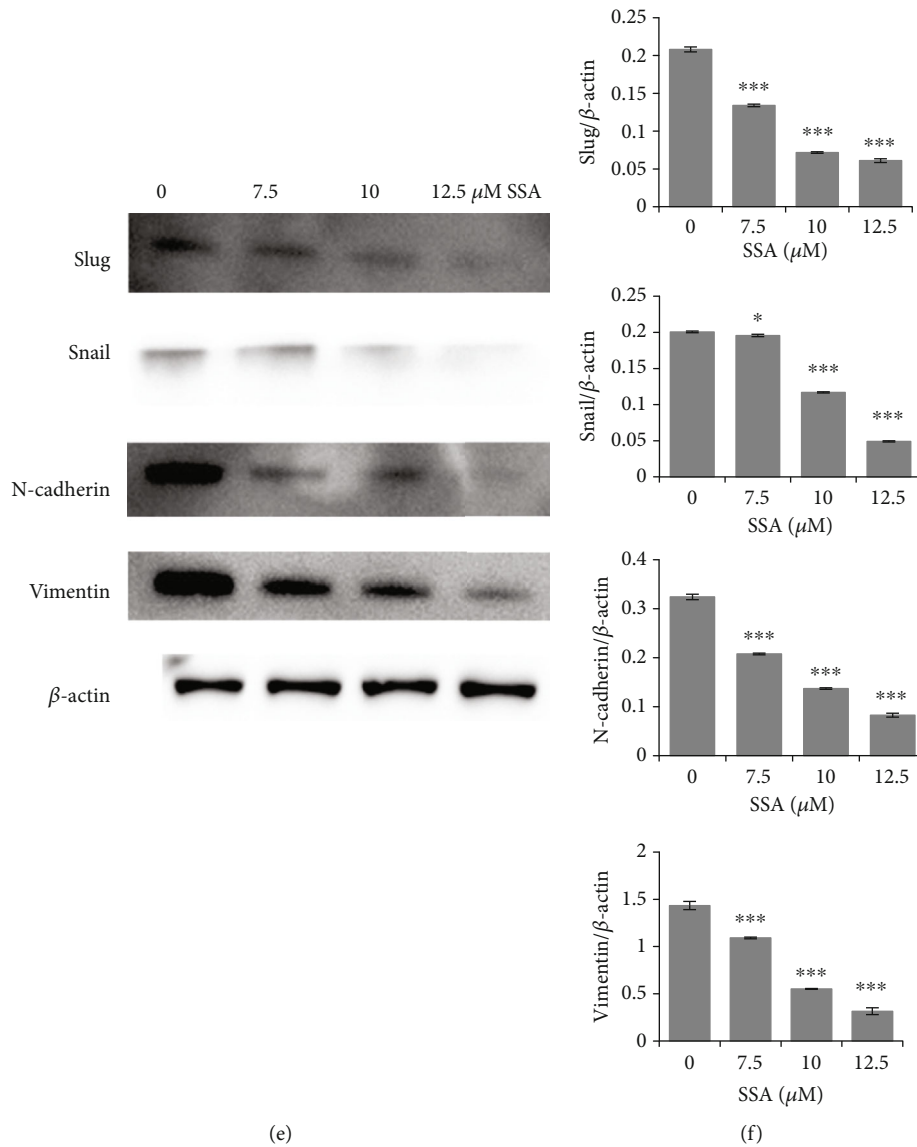 0 7.5 10 12.5 μM SSA
Slug
Snail
N-cadherin
Vimentin
β-actin
(e)
0.25
0.2
0.15
0.1
0.05
0
Slug/β-actin
***
***
***
0 7.5 10 12.5
SSA (μM)
0.25
0.2
0.15
0.1
0.05
0
Snail/β-actin
*
***
***
0 7.5 10 12.5
SSA (μM)
0.4
0.3
0.2
0.1
0
N-cadherin/β-actin
***
***
***
0 7.5 10 12.5
SSA (μM)
2
1.5
1
0.5
0
Vimentin/β-actin
***
***
***
0 7.5 10 12.5
SSA (μM)
(f)